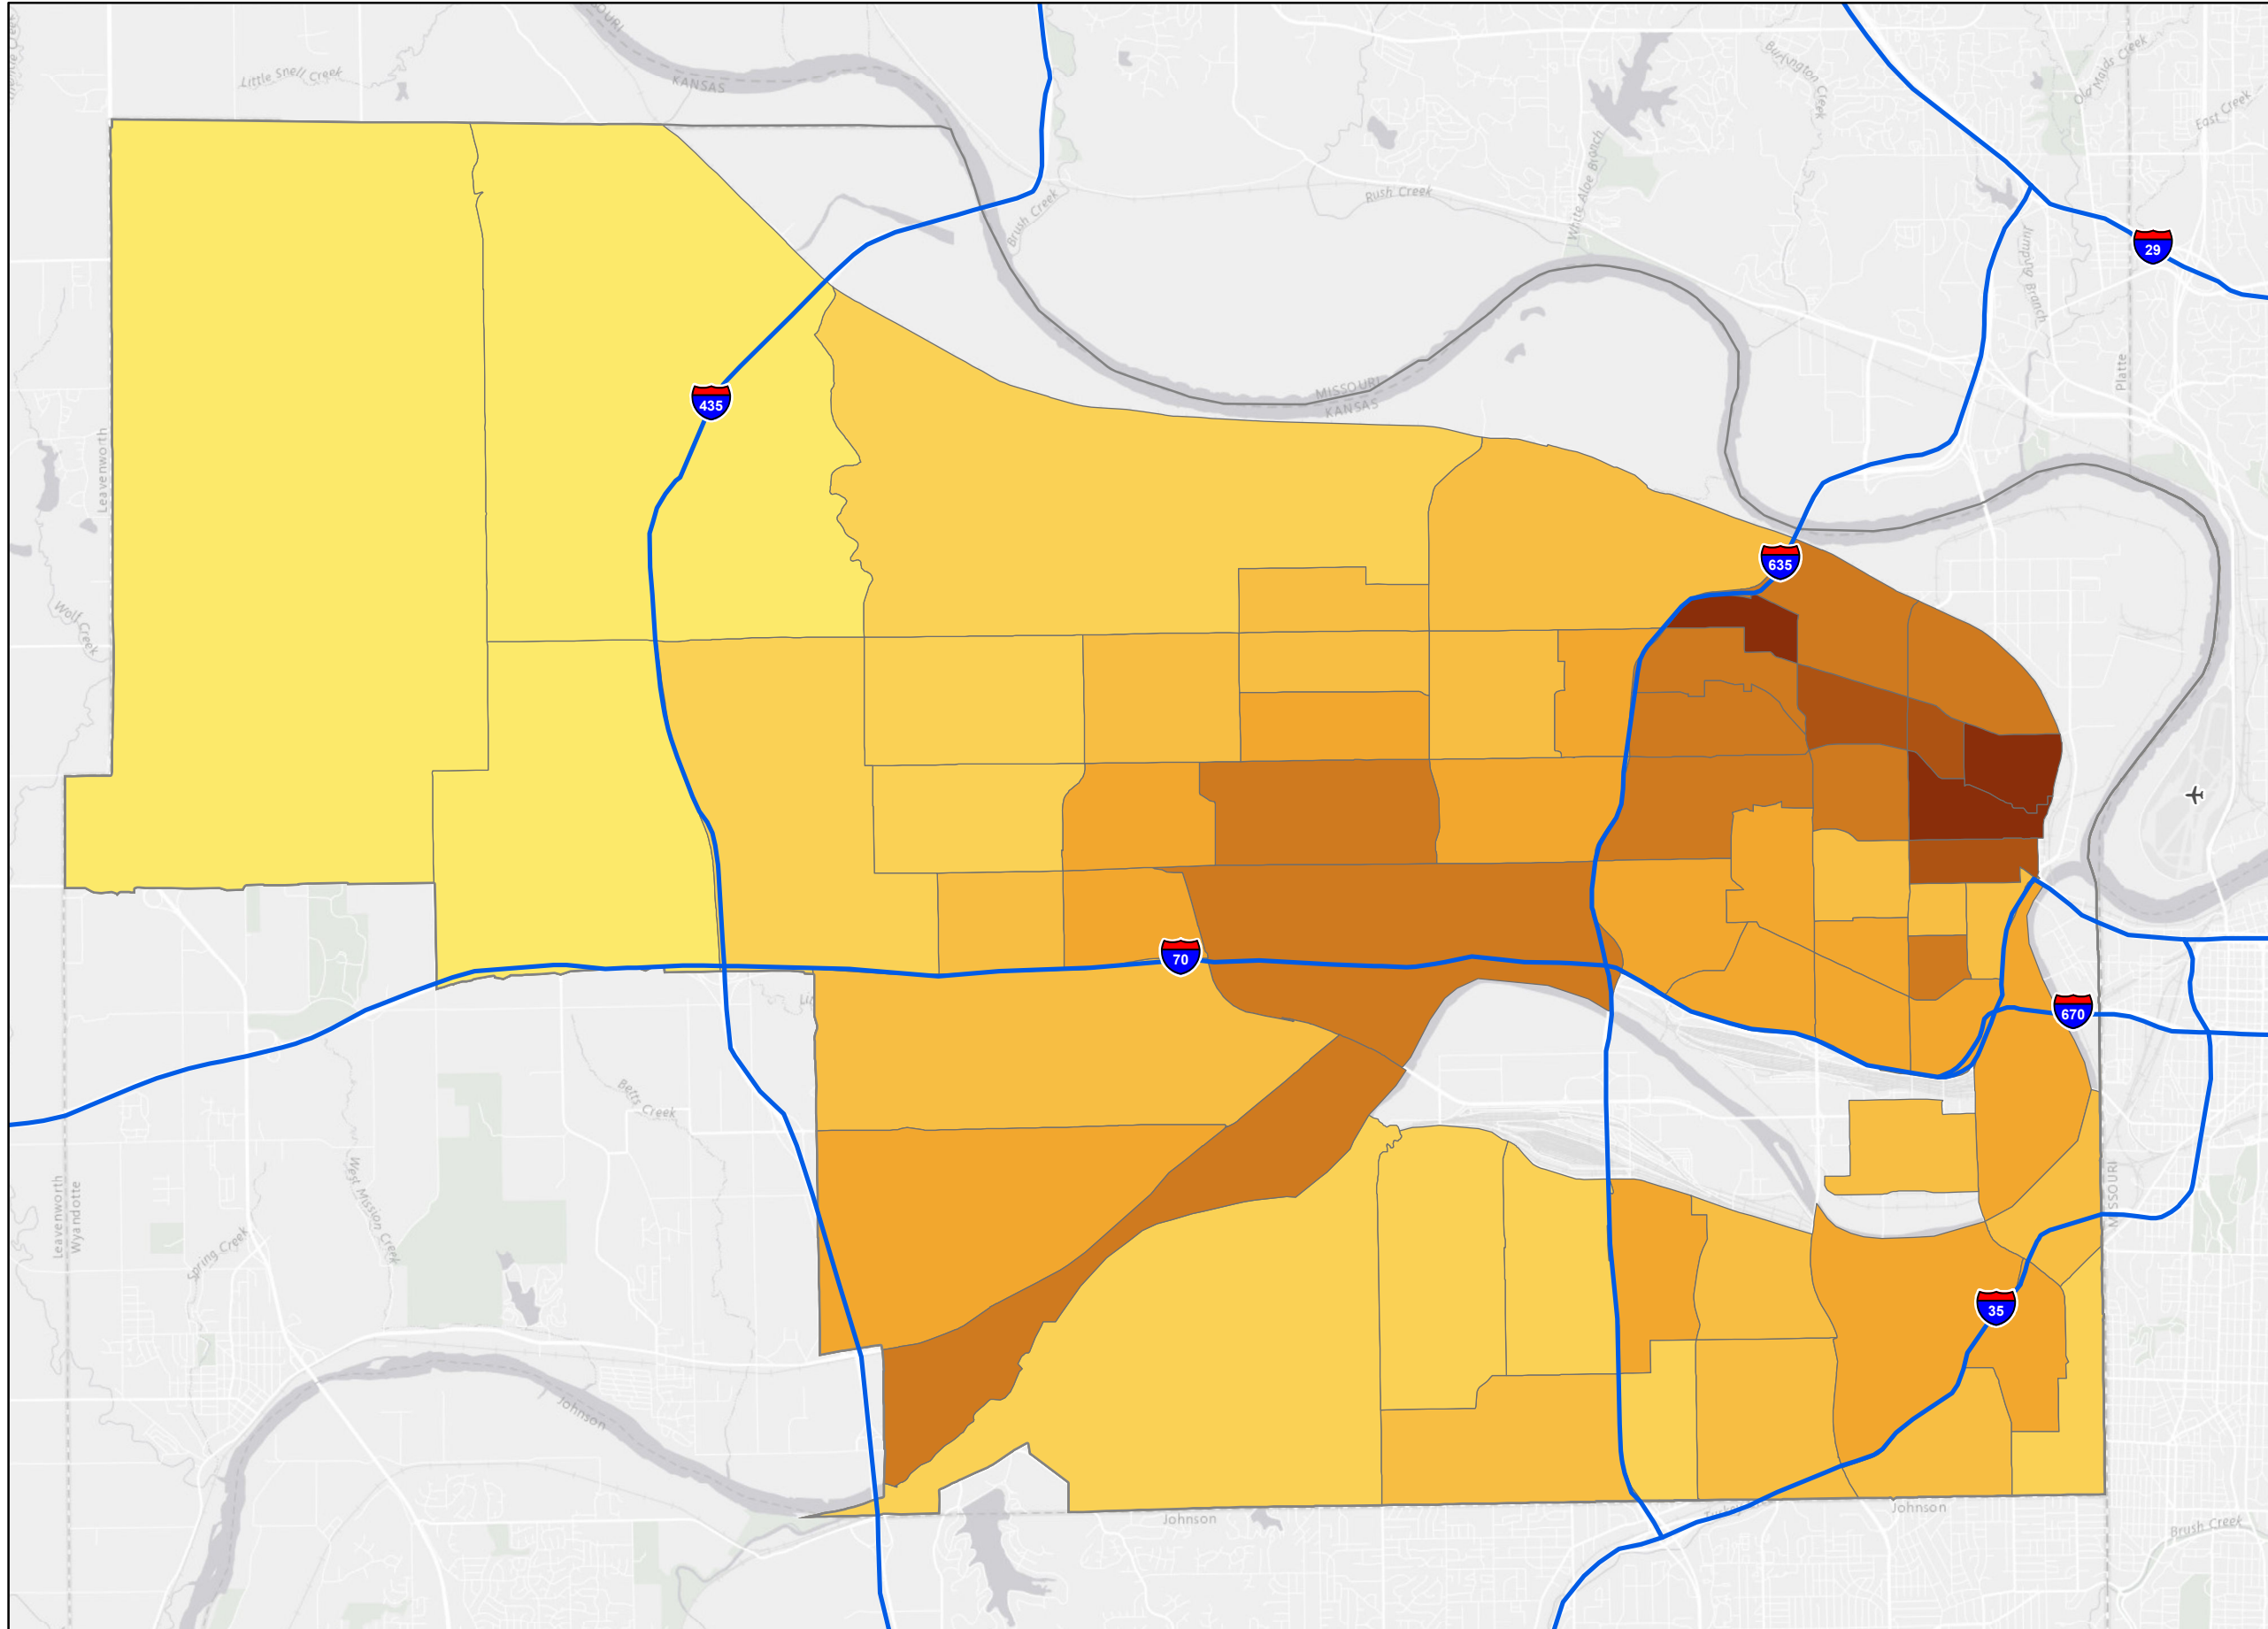 Little Snell Creek
KANSAS
Burlington Creek
Old Maids Creek
East Creek
White Aloe Branch
Rush Creek
Brush Creek
Jumping Branch
29
Platte
MISSOURI
KANSAS
435
Leavenworth
635
Wolf Creek
70
670
Betts Creek
West Mission Creek
Leavenworth
Wyandotte
Spring Creek
MISSOURI
35
Johnson
Johnson
Johnson
Brush Creek